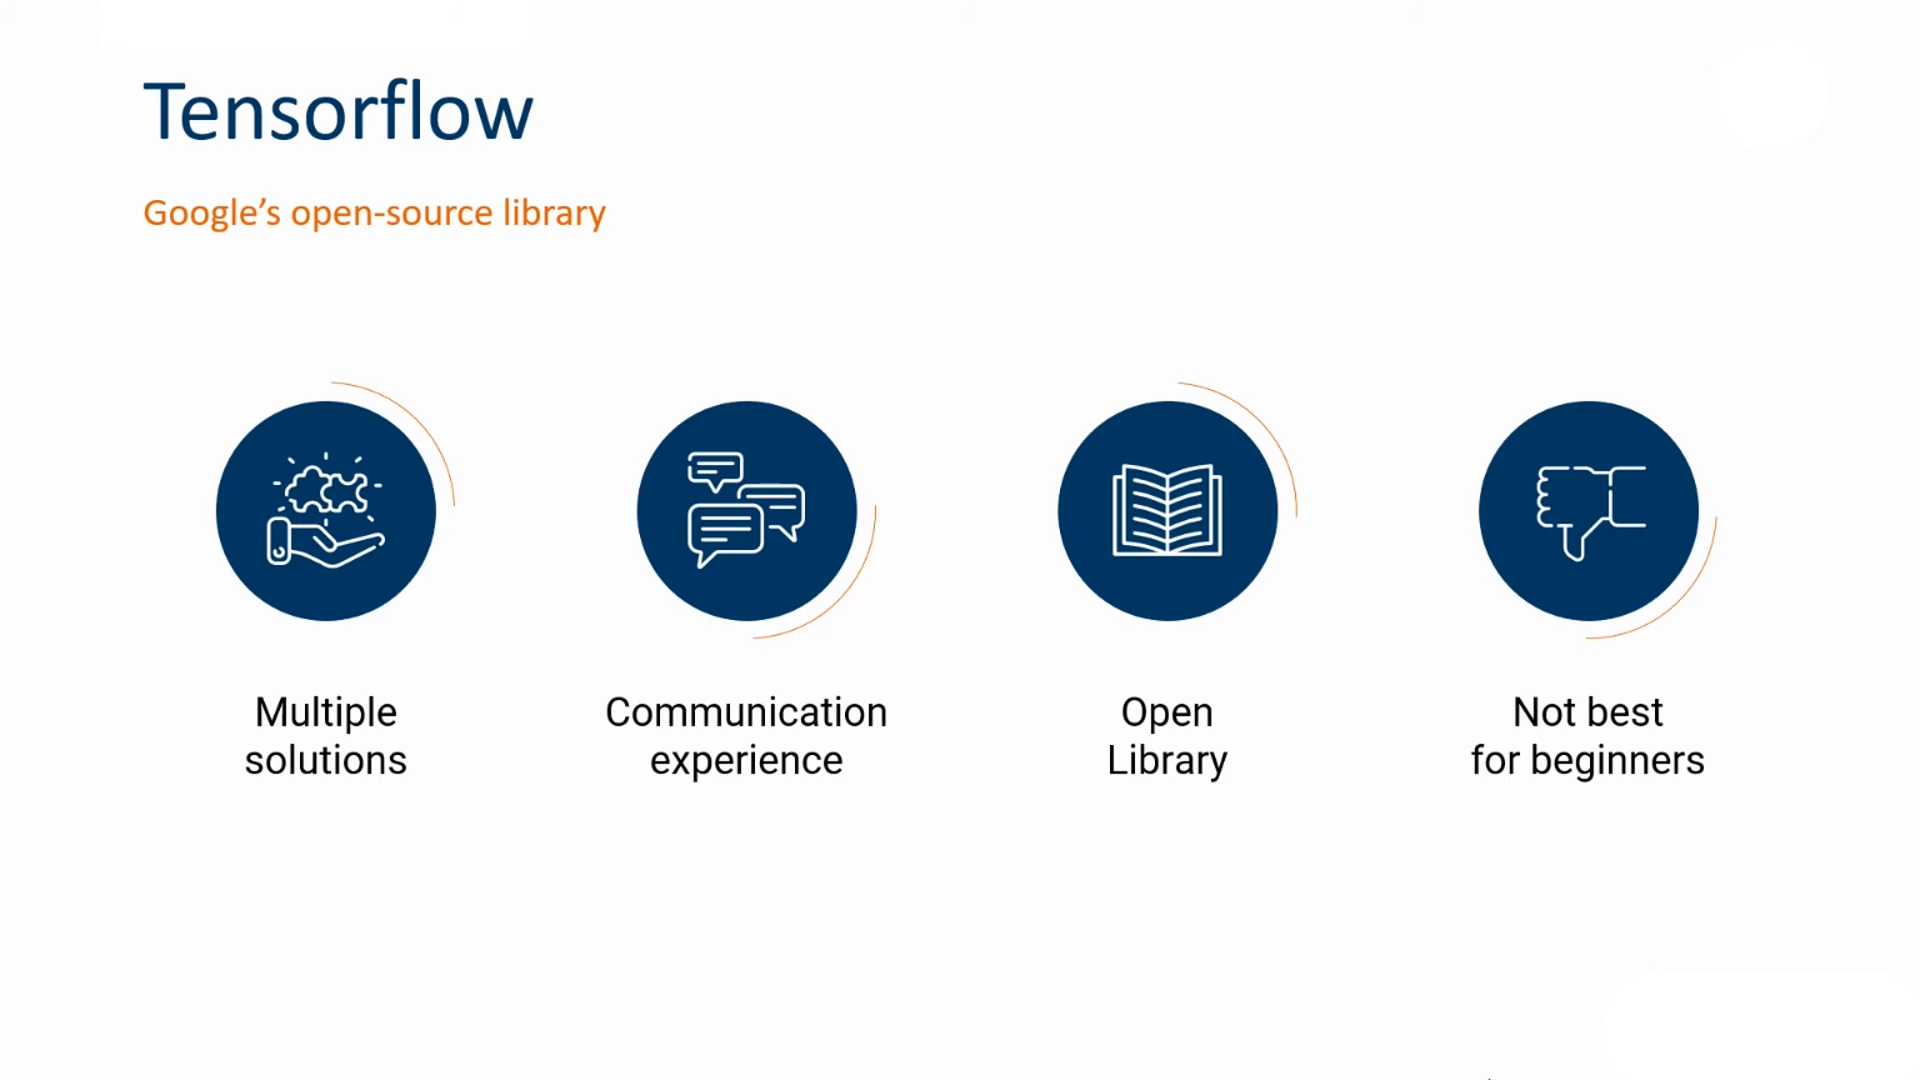 Tensorflow
Google’s open-source library
Multiple
solutions
Communication
experience
Open
Library
Not best
for beginners